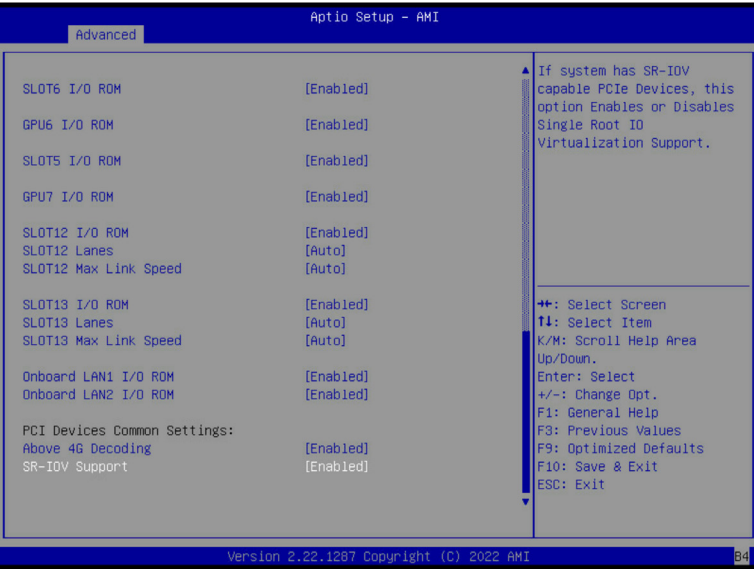 Aptio Setup – AMI
Advanced
SLOT6 I/O ROM [Enabled]
GPU6 I/O ROM [Enabled]
SLOT5 I/O ROM [Enabled]
GPU7 I/O ROM [Enabled]
SLOT12 I/O ROM [Enabled]
SLOT12 Lanes [Auto]
SLOT12 Max Link Speed [Auto]
SLOT13 I/O ROM [Enabled]
SLOT13 Lanes [Auto]
SLOT13 Max Link Speed [Auto]
Onboard LAN1 I/O ROM [Enabled]
Onboard LAN2 I/O ROM [Enabled]
PCI Devices Common Settings:
Above 4G Decoding [Enabled]
SR-IOV Support [Enabled]
If system has SR-IOV
capable PCIe Devices, this
option Enables or Disables
Single Root IO
Virtualization Support.
→←: Select Screen
↑↓: Select Item
K/M: Scroll Help Area
Up/Down.
Enter: Select
+/-: Change Opt.
F1: General Help
F3: Previous Values
F9: Optimized Defaults
F10: Save & Exit
ESC: Exit
Version 2.22.1287 Copyright (C) 2022 AMI
B4